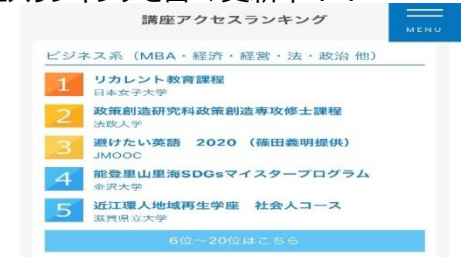 講座アクセスランキング
MENU
ビジネス系（MBA・経済・経営・法・政治 他）
1 リカレント教育課程
日本女子大学
2 政策創造研究科政策創造専攻修士課程
法政大学
3 避けたい英語 2020 （篠田義明提供）
JMOOC
4 能登里山里海SDGsマイスタープログラム
金沢大学
5 近江環人地域再生学座 社会人コース
滋賀県立大学
6位〜20位はこちら